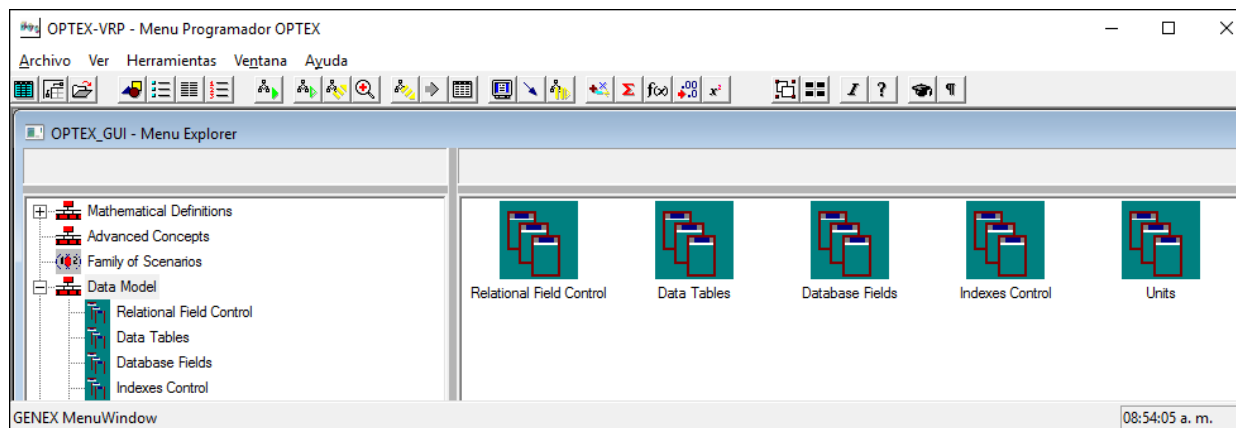 OPTEX-VRP - Menu Programador OPTEX
Archivo Ver Herramientas Ventana Ayuda
Σ f(x) x² I ? ¶
OPTEX_GUI - Menu Explorer
Mathematical Definitions
Advanced Concepts
Family of Scenarios
Data Model
Relational Field Control
Data Tables
Database Fields
Indexes Control
Relational Field Control Data Tables Database Fields Indexes Control Units
GENEX MenuWindow 08:54:05 a. m.